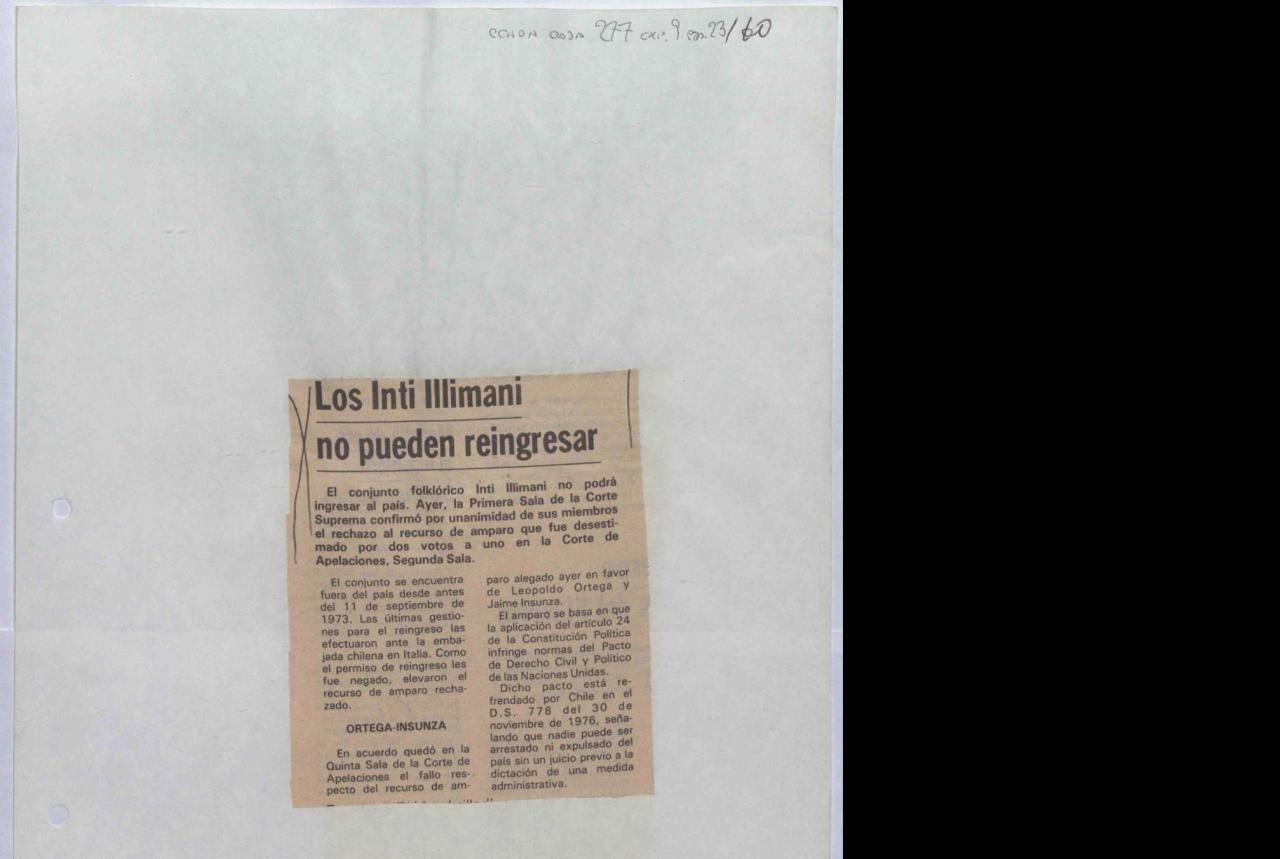 277 23/60
Los Inti Illimani
no pueden reingresar
El conjunto folklórico Inti Illimani no podrá
ingresar al país. Ayer, la Primera Sala de la Corte
Suprema confirmó por unanimidad de sus miembros
el rechazo al recurso de amparo que fue desesti-
mado por dos votos a uno en la Corte de
Apelaciones, Segunda Sala.
El conjunto se encuentra
fuera del país desde antes
del 11 de septiembre de
1973. Las últimas gestio-
nes para el reingreso las
efectuaron ante la emba-
jada chilena en Italia. Como
el permiso de reingreso les
fue negado, elevaron el
recurso de amparo recha-
zado.
ORTEGA-INSUNZA
En acuerdo quedó en la
Quinta Sala de la Corte de
Apelaciones el fallo res-
pecto del recurso de am-
paro alegado ayer en favor
de Leopoldo Ortega y
Jaime Insunza.
El amparo se basa en que
la aplicación del artículo 24
de la Constitución Política
infringe normas del Pacto
de Derecho Civil y Político
de las Naciones Unidas.
Dicho pacto está re-
frendado por Chile en el
D.S. 778 del 30 de
noviembre de 1976, seña-
lando que nadie puede ser
arrestado ni expulsado del
país sin un juicio previo a la
dictación de una medida
administrativa.